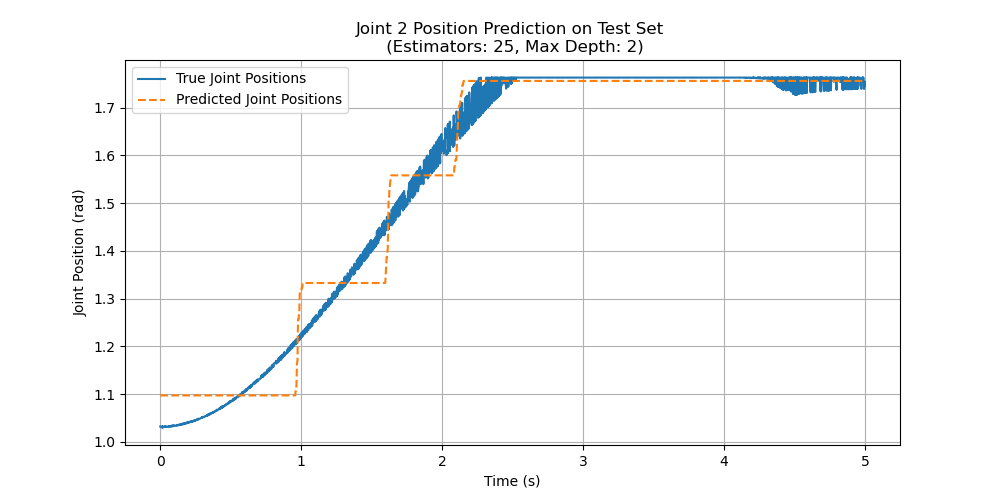 Joint 2 Position Prediction on Test Set
(Estimators: 25, Max Depth: 2)
True Joint Positions
Predicted Joint Positions
Joint Position (rad)
1.7
1.6
1.5
1.4
1.3
1.2
1.1
1.0
0 1 2 3 4 5
Time (s)